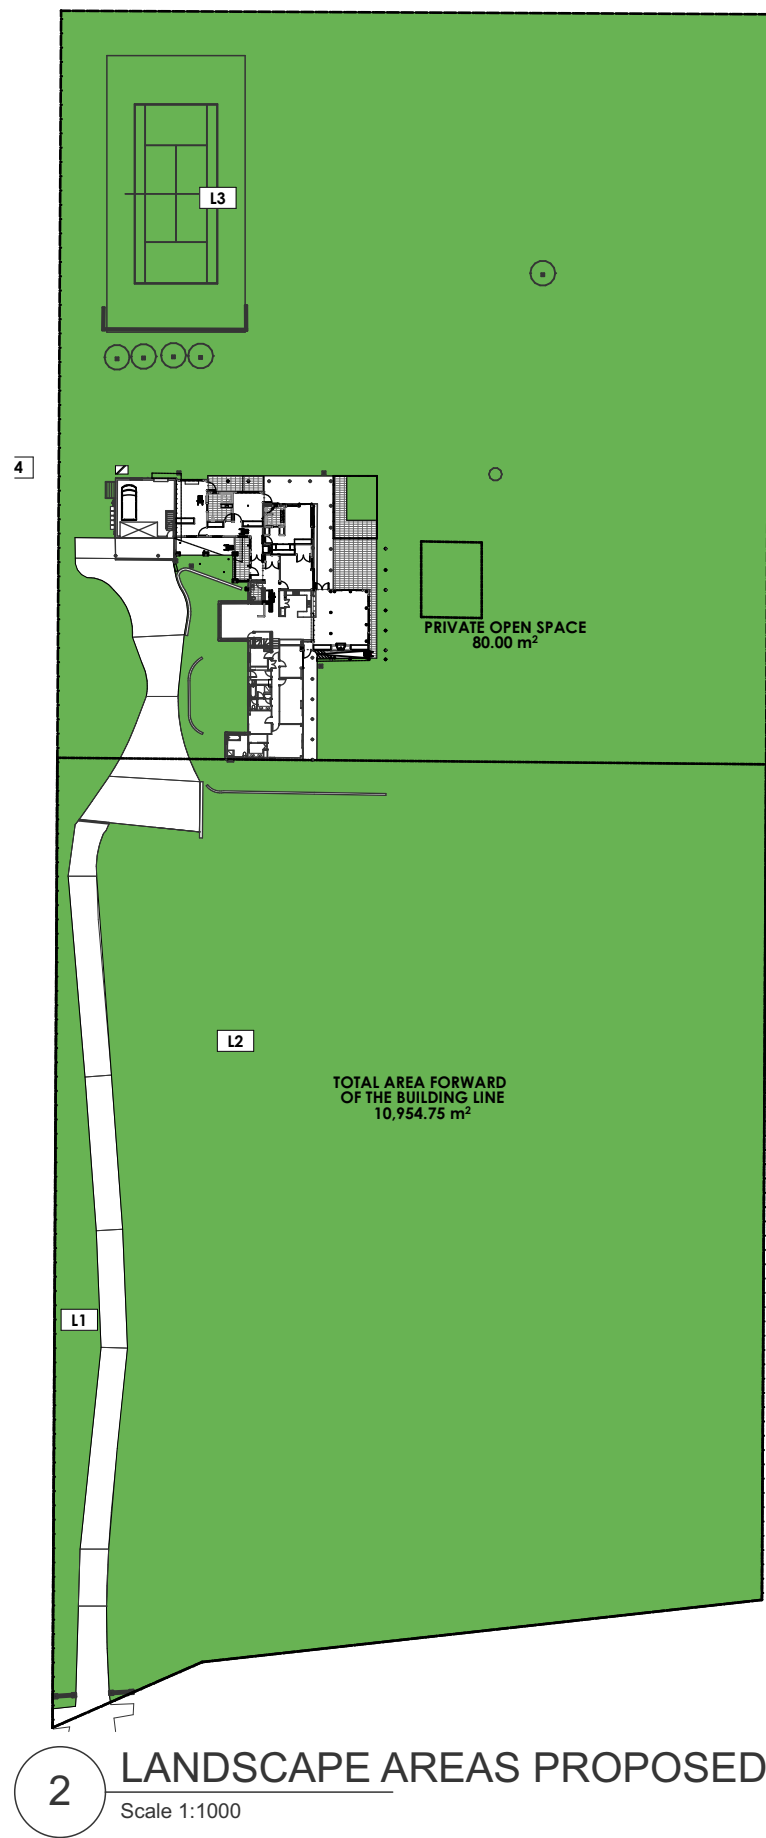 L3
4
PRIVATE OPEN SPACE
80.00 m²
L2
TOTAL AREA FORWARD
OF THE BUILDING LINE
10,954.75 m²
L1
2
LANDSCAPE AREAS PROPOSED
Scale 1:1000